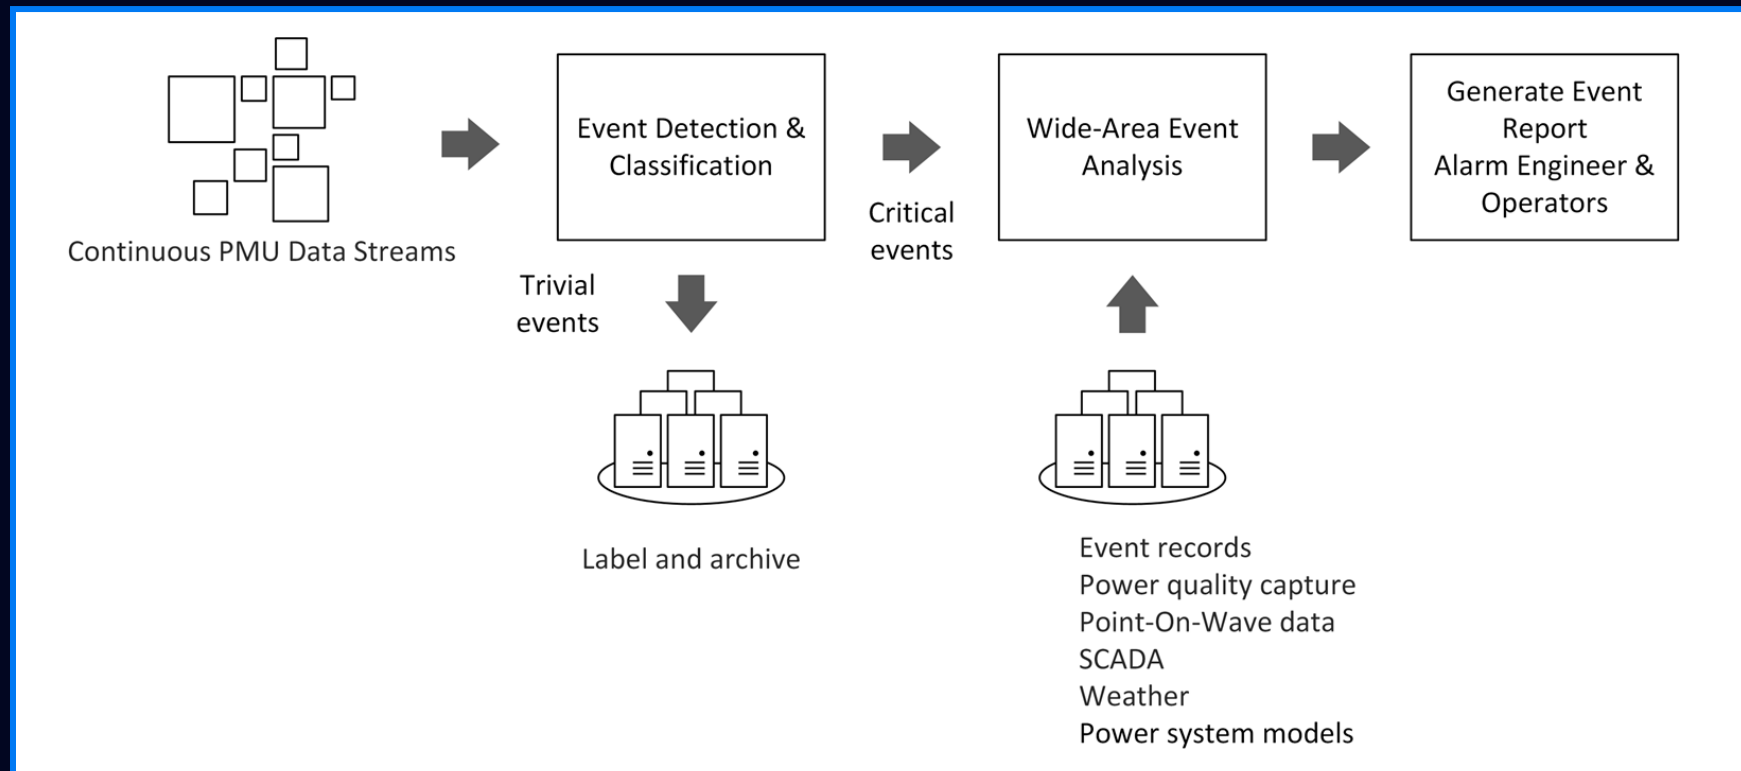 Continuous PMU Data Streams
Event Detection &
Classification
Trivial
events
Label and archive
Critical
events
Wide-Area Event
Analysis
Event records
Power quality capture
Point-On-Wave data
SCADA
Weather
Power system models
Generate Event
Report
Alarm Engineer &
Operators